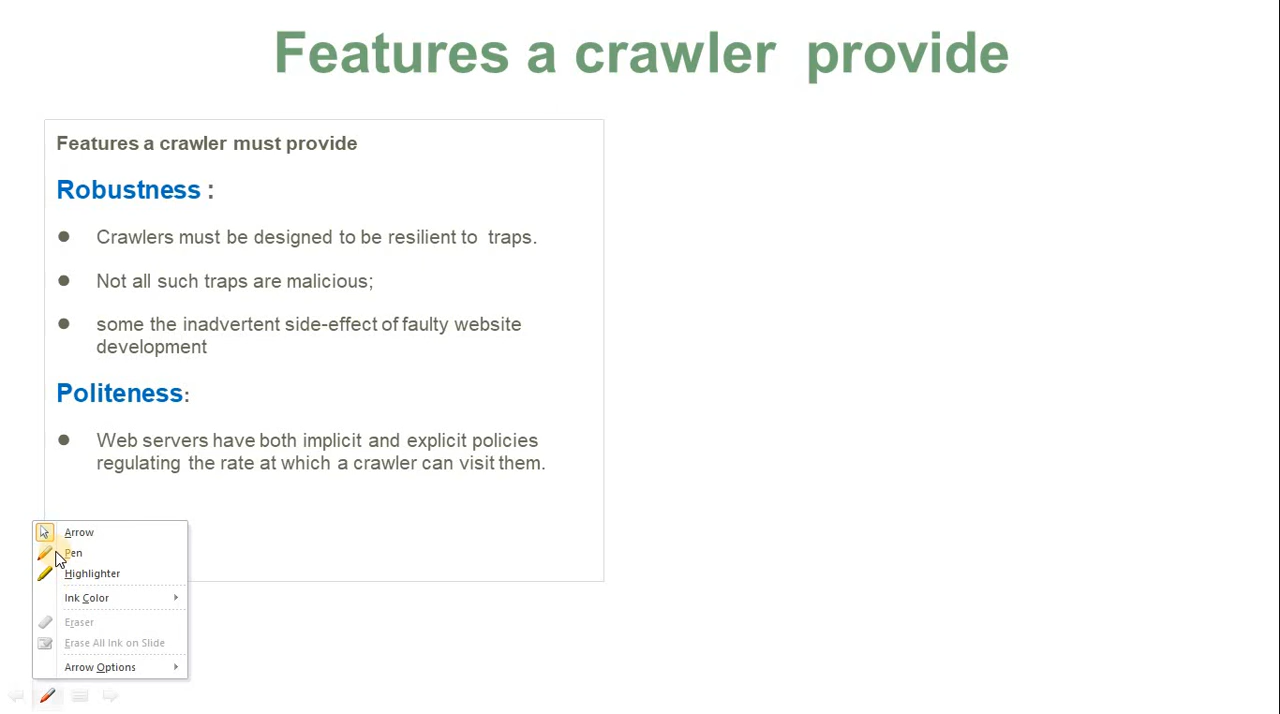 Features a crawler provide
Features a crawler must provide
Robustness :
● Crawlers must be designed to be resilient to traps.
● Not all such traps are malicious;
● some the inadvertent side-effect of faulty website
development
Politeness:
● Web servers have both implicit and explicit policies
regulating the rate at which a crawler can visit them.
Arrow
Pen
Highlighter
Ink Color
Eraser
Erase All Ink on Slide
Arrow Options